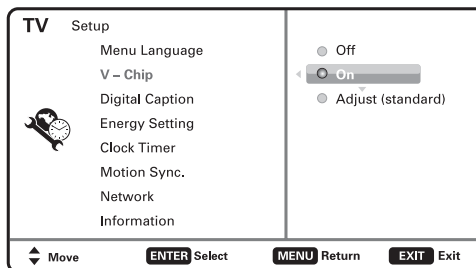 TV Setup
Menu Language
V – Chip
Digital Caption
Energy Setting
Clock Timer
Motion Sync.
Network
Information
Off
On
Adjust (standard)
Move ENTER Select MENU Return EXIT Exit